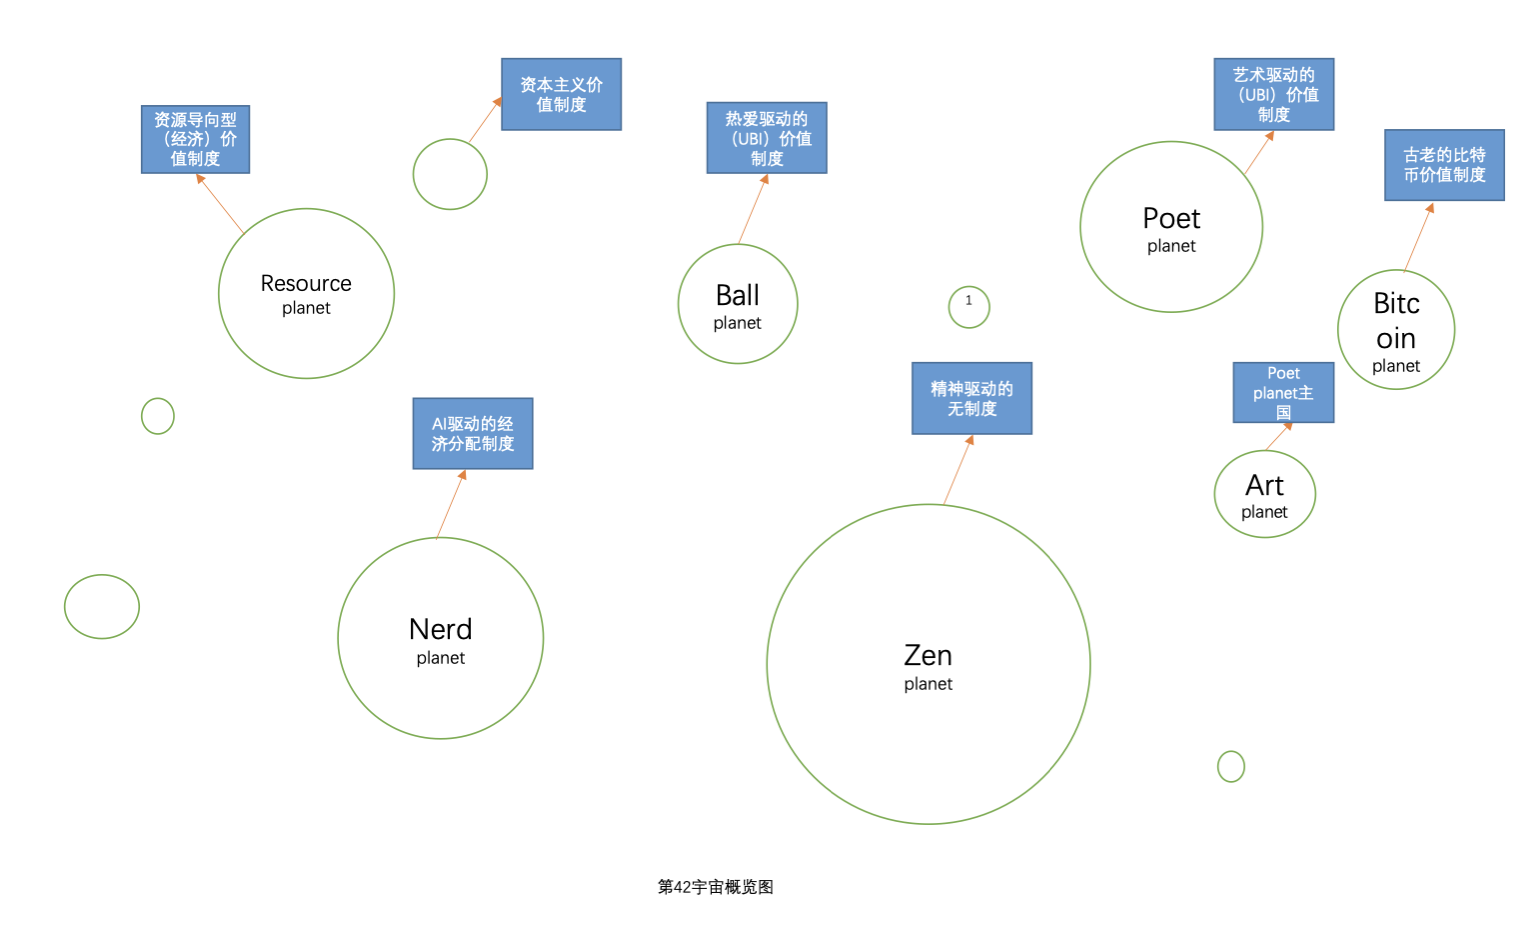 资源导向型
（经济）价
值制度
资本主义价
值制度
热爱驱动的
（UBI）价值
制度
艺术驱动的
（UBI）价值
制度
古老的比特
币价值制度
Resource
planet
Ball
planet
1
Poet
planet
Bitc
oin
planet
AI驱动的经
济分配制度
精神驱动的
无制度
Poet
planet主
国
Art
planet
Nerd
planet
Zen
planet
第42宇宙概览图